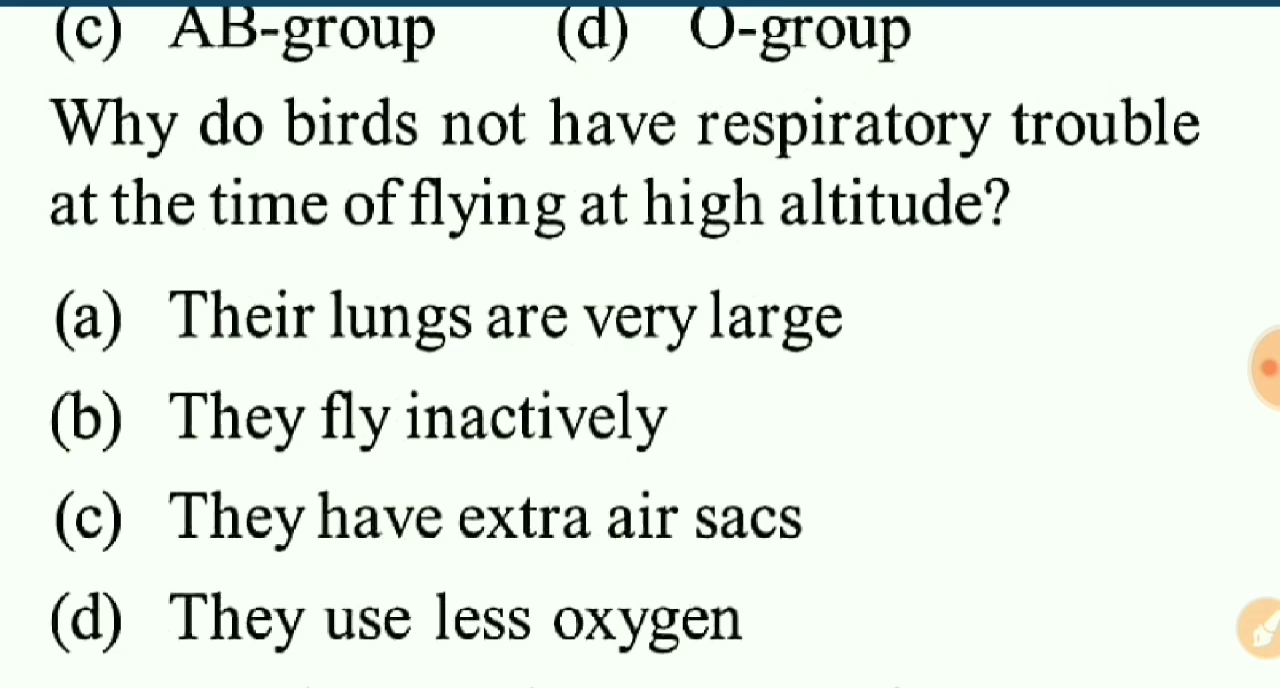 (c) AB-group (d) O-group
Why do birds not have respiratory trouble
at the time of flying at high altitude?
(a) Their lungs are very large
(b) They fly inactively
(c) They have extra air sacs
(d) They use less oxygen